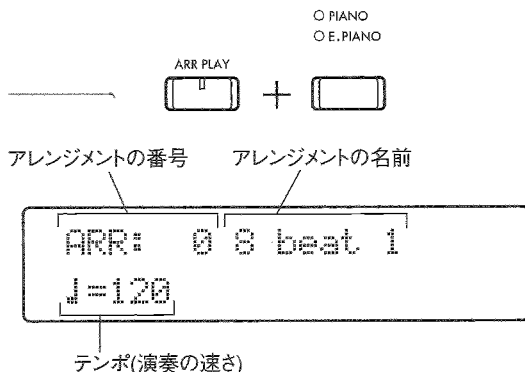 ○ PIANO
○ E.PIANO
ARR PLAY
+
アレンジメントの番号 アレンジメントの名前
ARR: 0 8 beat 1
♩=120
テンポ(演奏の速さ)